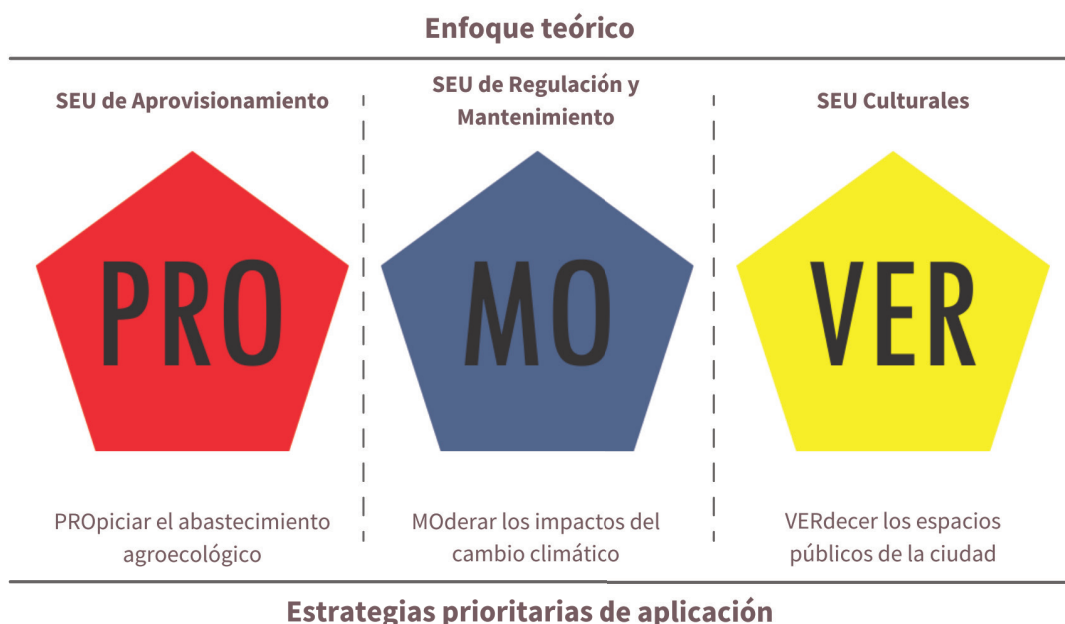 Enfoque teórico
SEU de Aprovisionamiento
SEU de Regulación y
Mantenimiento
SEU Culturales
PRO
MO
VER
PROpiciar el abastecimiento
agroecológico
MOderar los impactos del
cambio climático
VERdecer los espacios
públicos de la ciudad
Estrategias prioritarias de aplicación